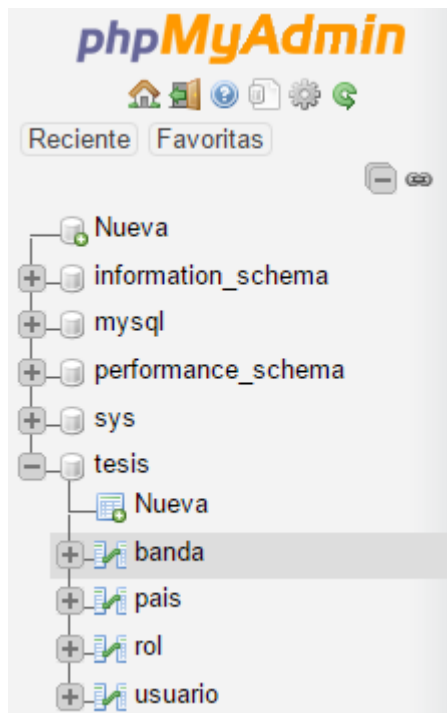 phpMyAdmin
Reciente Favoritas
Nueva
information_schema
mysql
performance_schema
sys
tesis
Nueva
banda
pais
rol
usuario